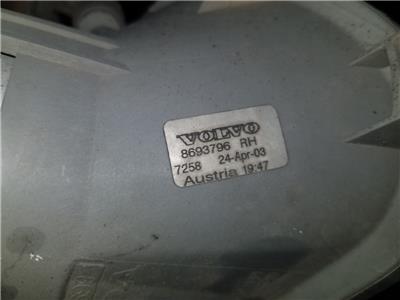 VOLVO
8693796 RH
7258 24-Apr-03
Austria 19:47